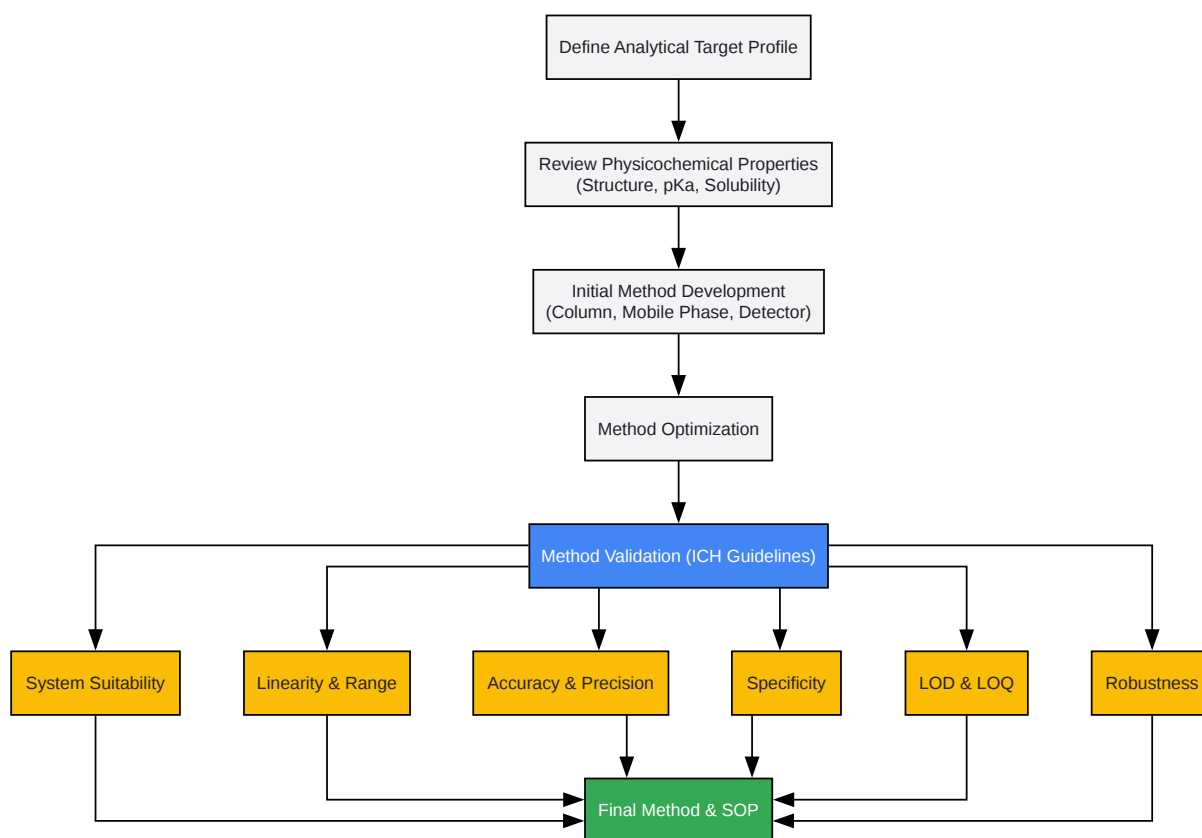 Define Analytical Target Profile
Review Physicochemical Properties
(Structure, pKa, Solubility)
Initial Method Development
(Column, Mobile Phase, Detector)
Method Optimization
Method Validation (ICH Guidelines)
System Suitability
Linearity & Range
Accuracy & Precision
Specificity
LOD & LOQ
Robustness
Final Method & SOP